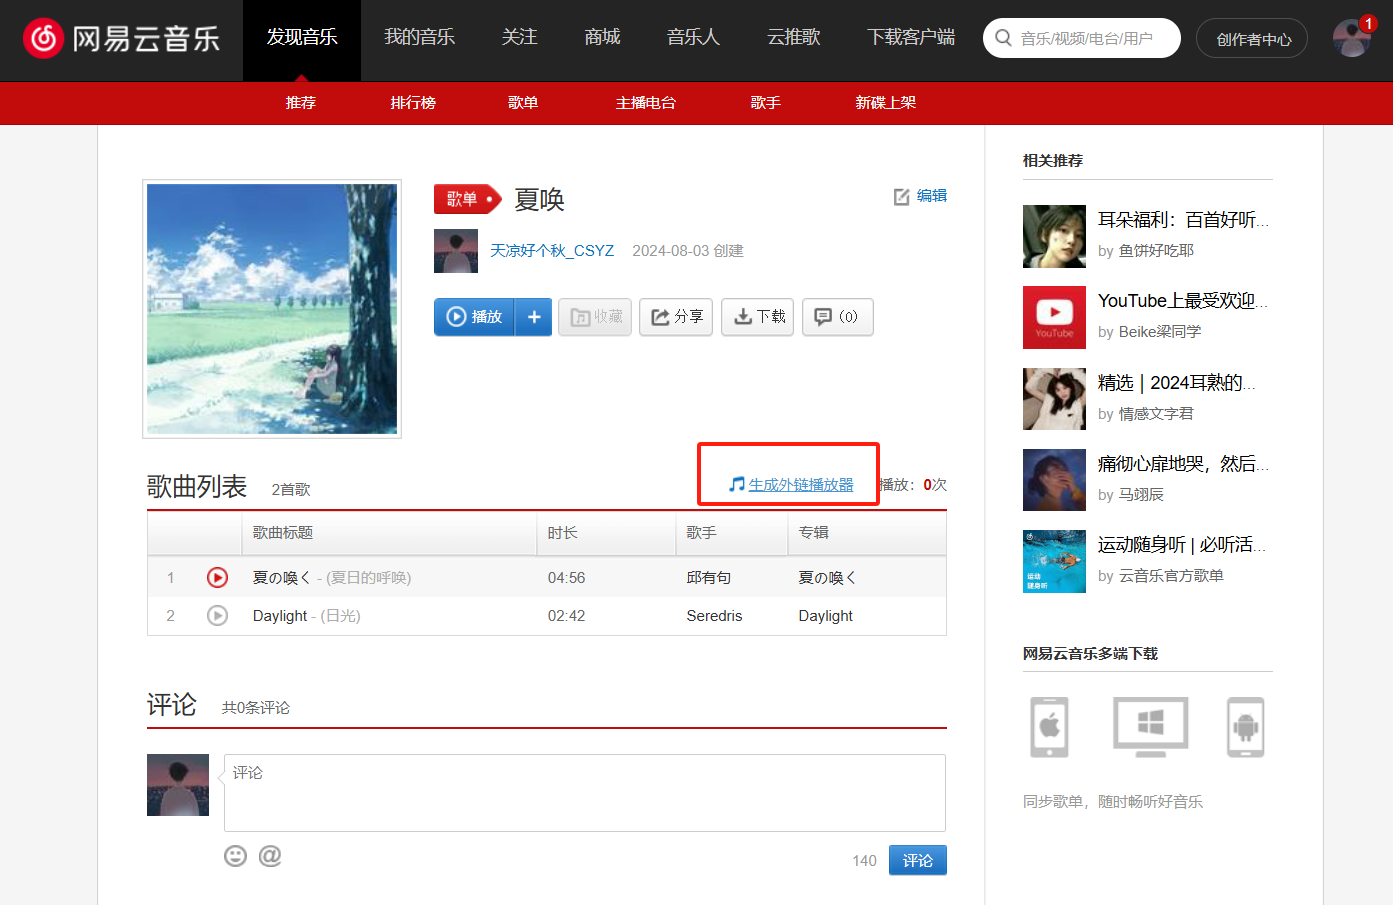 网易云音乐
发现音乐
我的音乐
关注
商城
音乐人
云推歌
下载客户端
音乐/视频/电台/用户
创作者中心
1
推荐
排行榜
歌单
主播电台
歌手
新碟上架
歌单
夏唤
编辑
天凉好个秋_CSYZ
2024-08-03 创建
播放
+
收藏
分享
下载
(0)
歌曲列表
2首歌
生成外链播放器
播放：0次
歌曲标题
时长
歌手
专辑
1
夏の喚く - (夏日的呼唤)
04:56
邱有句
夏の喚く
2
Daylight - (日光)
02:42
Seredris
Daylight
评论
共0条评论
评论
@
140
评论
相关推荐
耳朵福利：百首好听...
by 鱼饼好吃耶
YouTube
YouTube上最受欢迎...
by Beike梁同学
精选｜2024耳熟的...
by 情感文字君
痛彻心扉地哭，然后...
by 马翊辰
运动
随身听
运动随身听 | 必听活...
by 云音乐官方歌单
网易云音乐多端下载
同步歌单，随时畅听好音乐